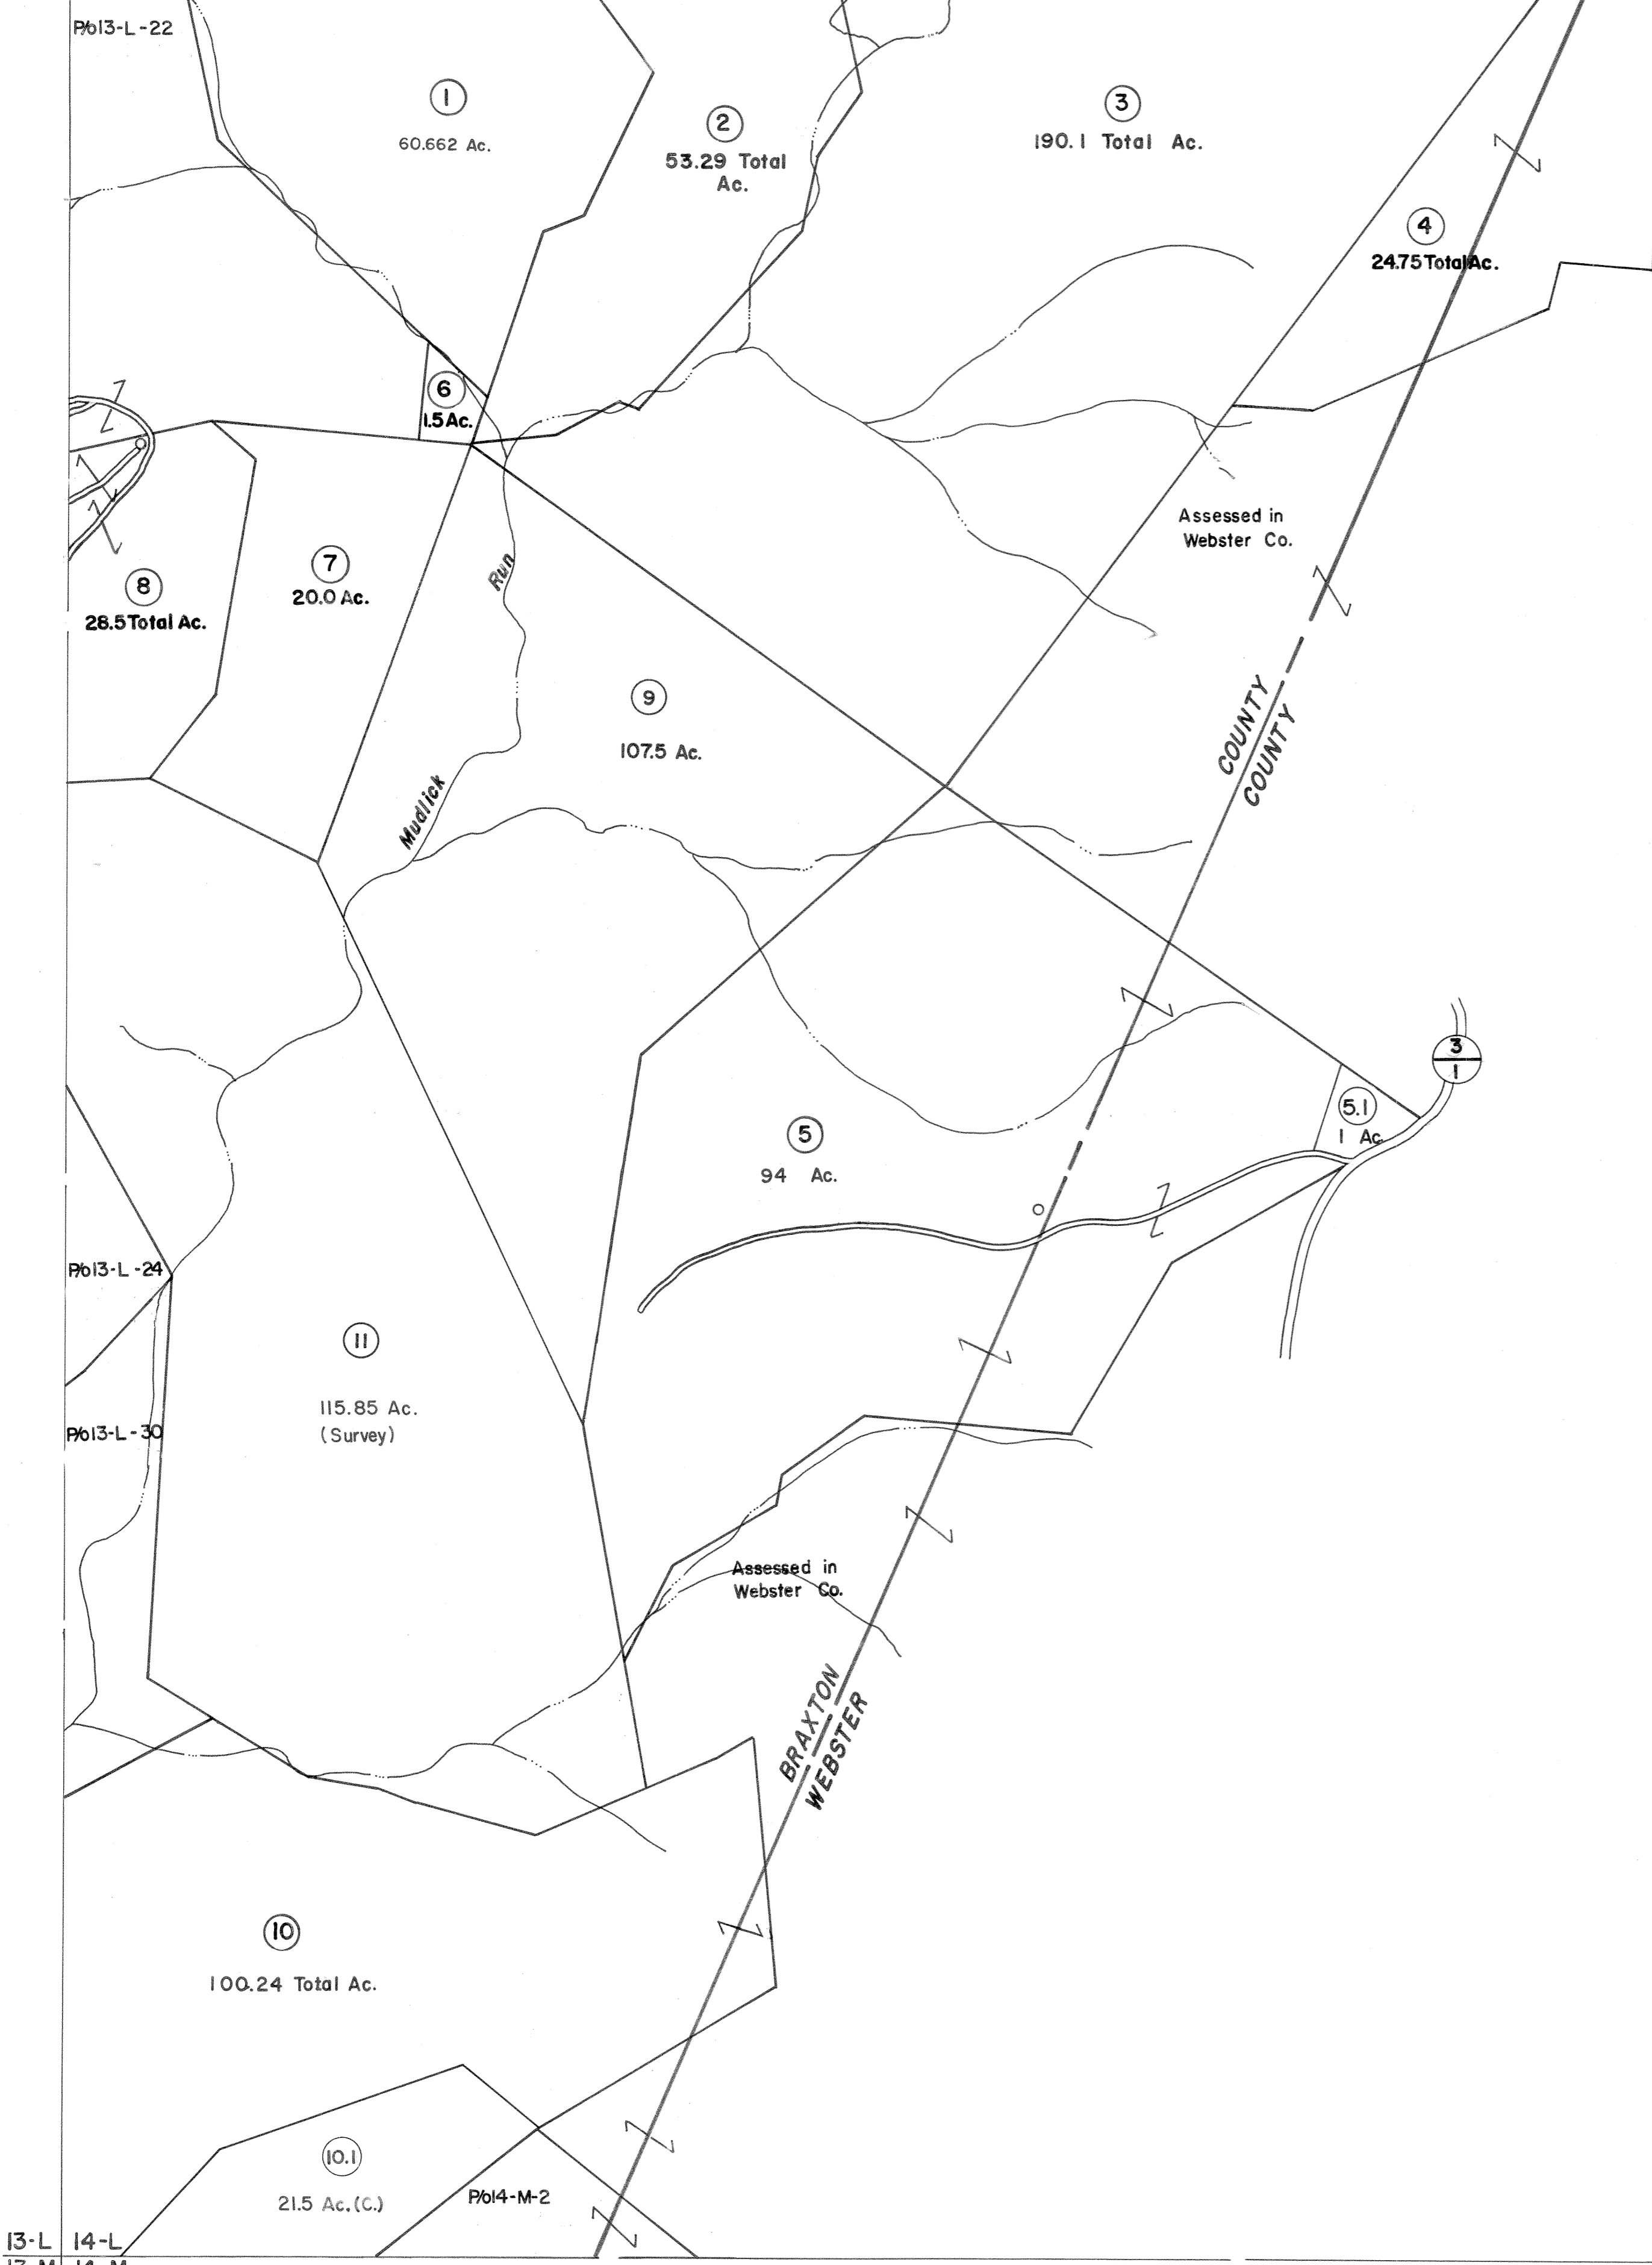 P/o13-L-22
1
60.662 Ac.
2
53.29 Total
Ac.
3
190.1 Total Ac.
4
24.75 Total Ac.
6
1.5 Ac.
Assessed in
Webster Co.
7
20.0 Ac.
8
28.5 Total Ac.
Mudlick Run
9
107.5 Ac.
COUNTY
COUNTY
3
1
5.1
1 Ac.
5
94 Ac.
P/o13-L-24
11
115.85 Ac.
(Survey)
P/o13-L-30
Assessed in
Webster Co.
BRAXTON
WEBSTER
10
100.24 Total Ac.
10.1
21.5 Ac. (C.)
P/o14-M-2
13-L 14-L
13-M 14-M